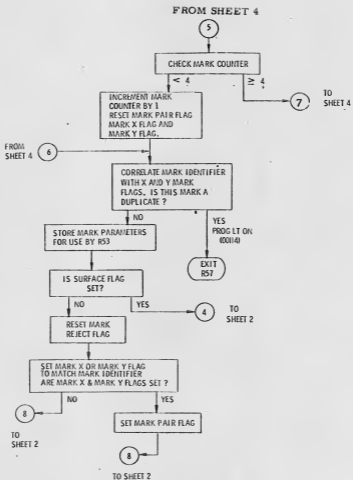 FROM SHEET 4
5
CHECK MARK COUNTER
< 4
≥ 4
INCREMENT MARK
COUNTER BY 1
RESET MARK PAIR FLAG
MARK X FLAG AND
MARK Y FLAG.
7
TO
SHEET 4
FROM
SHEET 4
6
CORRELATE MARK IDENTIFIER
WITH X AND Y MARK
FLAGS. IS THIS MARK A
DUPLICATE ?
NO
YES
PROG LT ON
(00114)
STORE MARK PARAMETERS
FOR USE BY R53
EXIT
R57
IS SURFACE FLAG
SET?
NO
YES
4
TO
SHEET 2
RESET MARK
REJECT FLAG
SET MARK X OR MARK Y FLAG
TO MATCH MARK IDENTIFIER
ARE MARK X & MARK Y FLAGS SET ?
NO
YES
8
TO
SHEET 2
SET MARK PAIR FLAG
8
TO SHEET 2